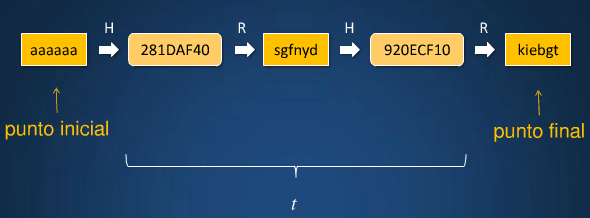 H R H R
aaaaaa 281DAF40 sgfnyd 920ECF10 kiebgt
punto inicial punto final
t